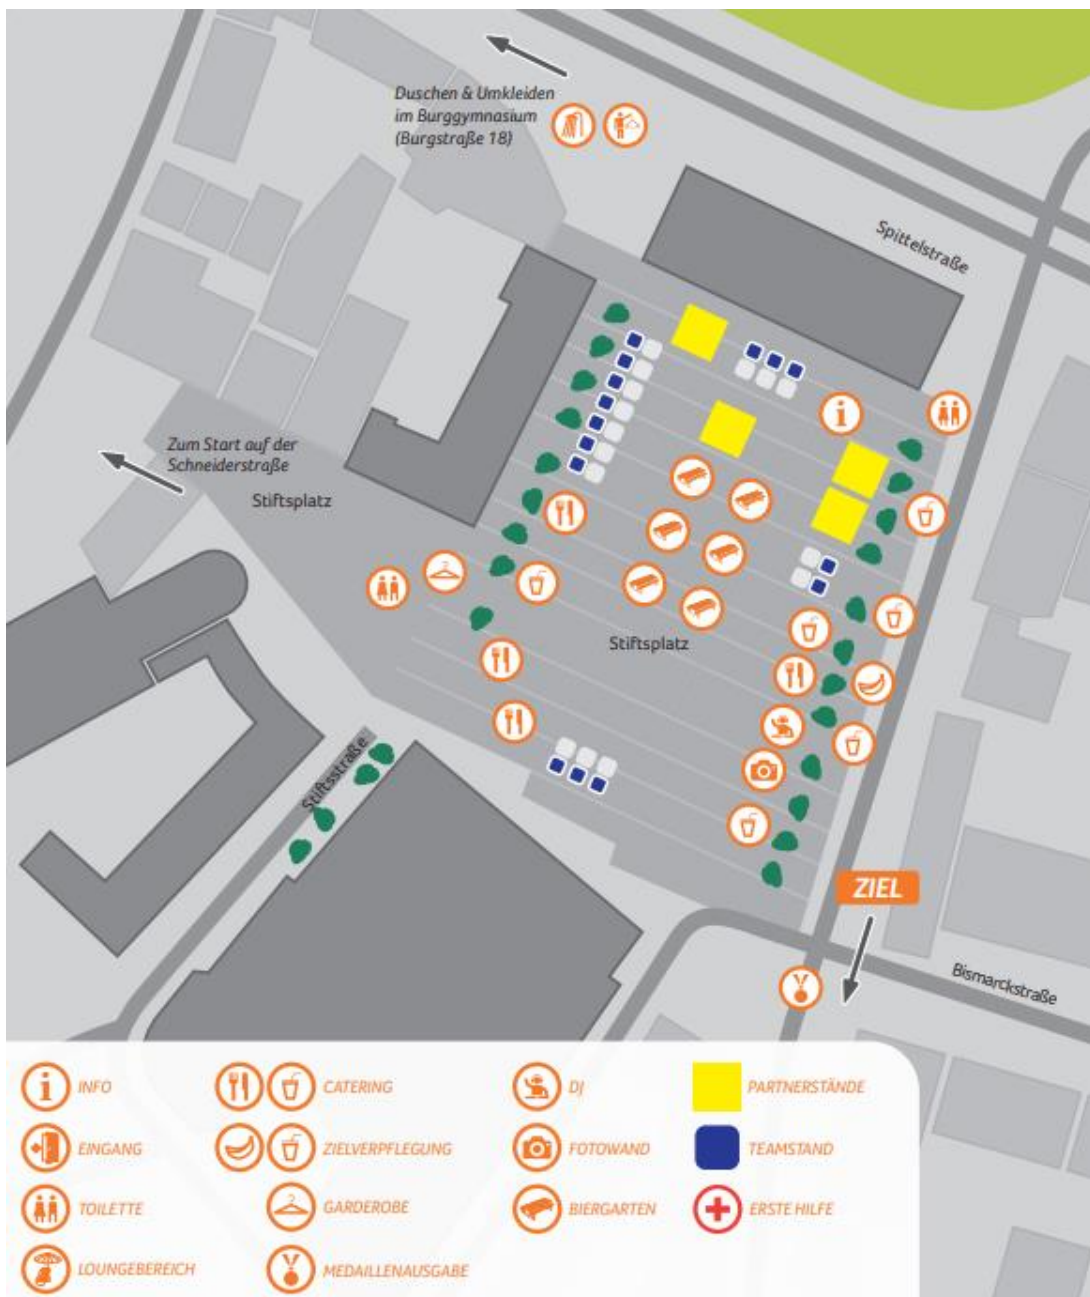 Duschen & Umkleiden
im Burggymnasium
(Burgstraße 18)
Spittelstraße
Zum Start auf der
Schneiderstraße
Stiftsplatz
Stiftsplatz
Stiftsstraße
ZIEL
Bismarckstraße
INFO
CATERING
DJ
PARTNERSTÄNDE
EINGANG
ZIELVERPFLEGUNG
FOTOWAND
TEAMSTAND
TOILETTE
GARDEROBE
BIERGARTEN
ERSTE HILFE
LOUNGEBEREICH
MEDAILLENAUSGABE